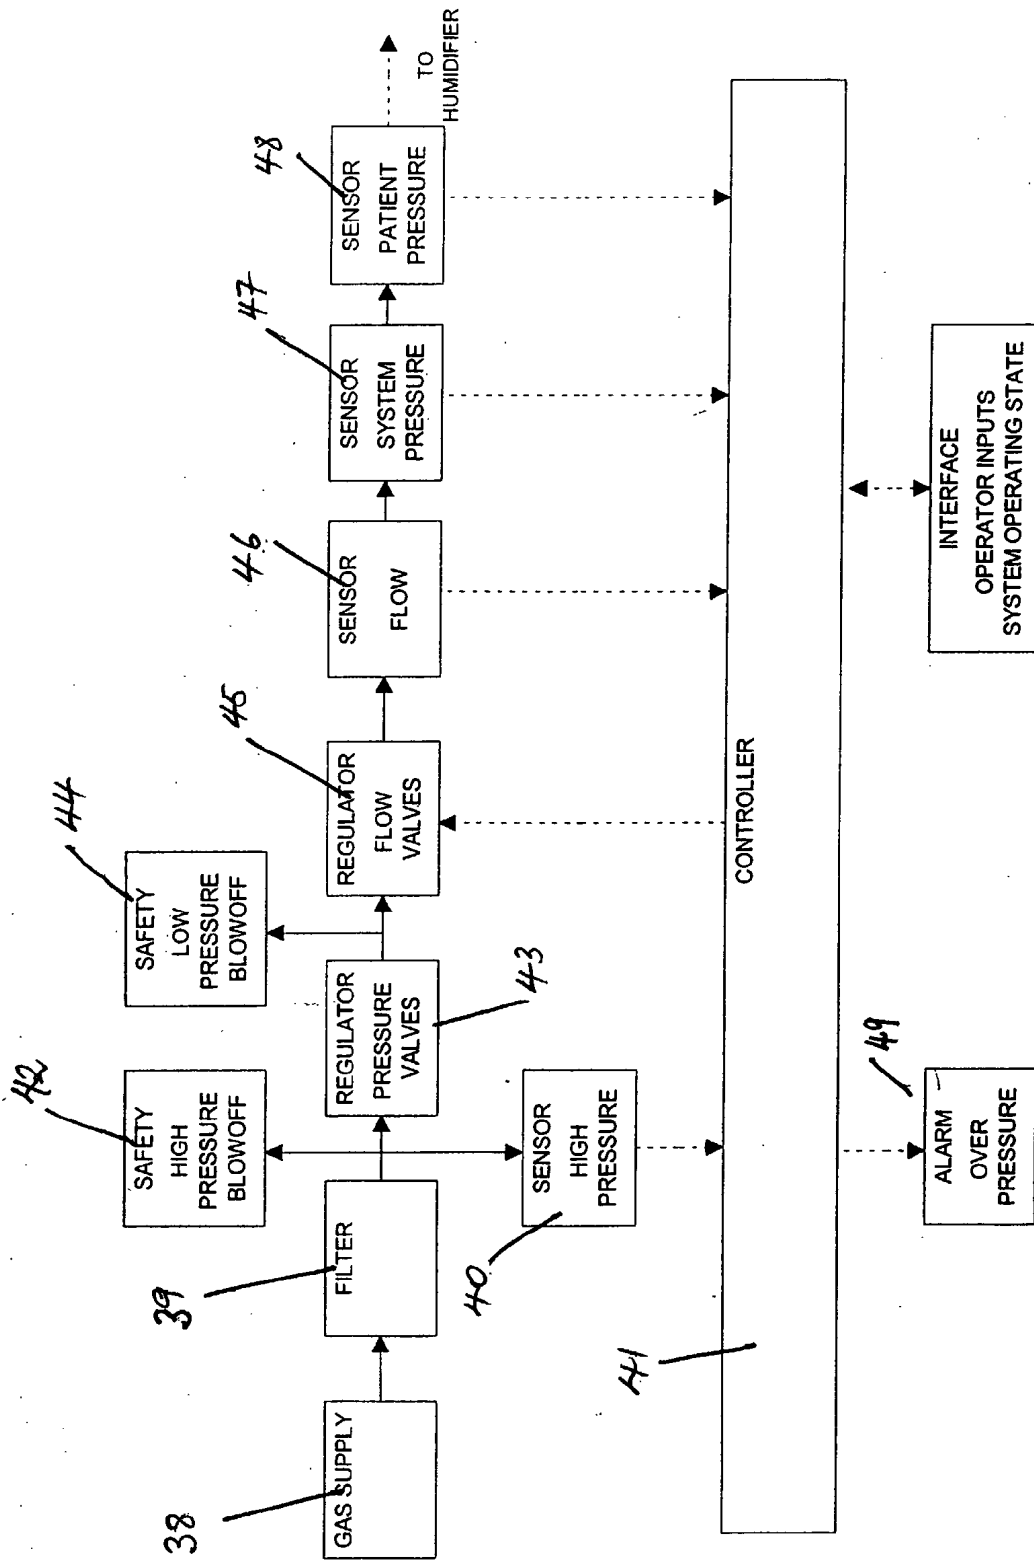 42
SAFETY
HIGH
PRESSURE
BLOWOFF
44
SAFETY
LOW
PRESSURE
BLOWOFF
38
GAS SUPPLY
39
FILTER
REGULATOR
PRESSURE
VALVES
43
45
REGULATOR
FLOW
VALVES
46
SENSOR
FLOW
47
SENSOR
SYSTEM
PRESSURE
48
SENSOR
PATIENT
PRESSURE
TO
HUMIDIFIER
40
SENSOR
HIGH
PRESSURE
41
CONTROLLER
49
ALARM
OVER
PRESSURE
INTERFACE
OPERATOR INPUTS
SYSTEM OPERATING STATE